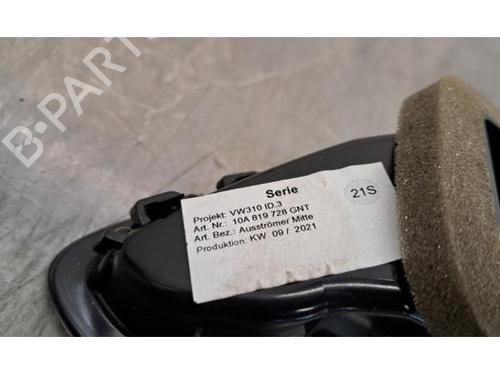 B-PARTS
Serie
21S
Projekt: VW310 ID.3
Art. Nr.: 10A 819 728 GNT
Art. Bez.: Ausströmer Mitte
Produktion: KW 09 / 2021